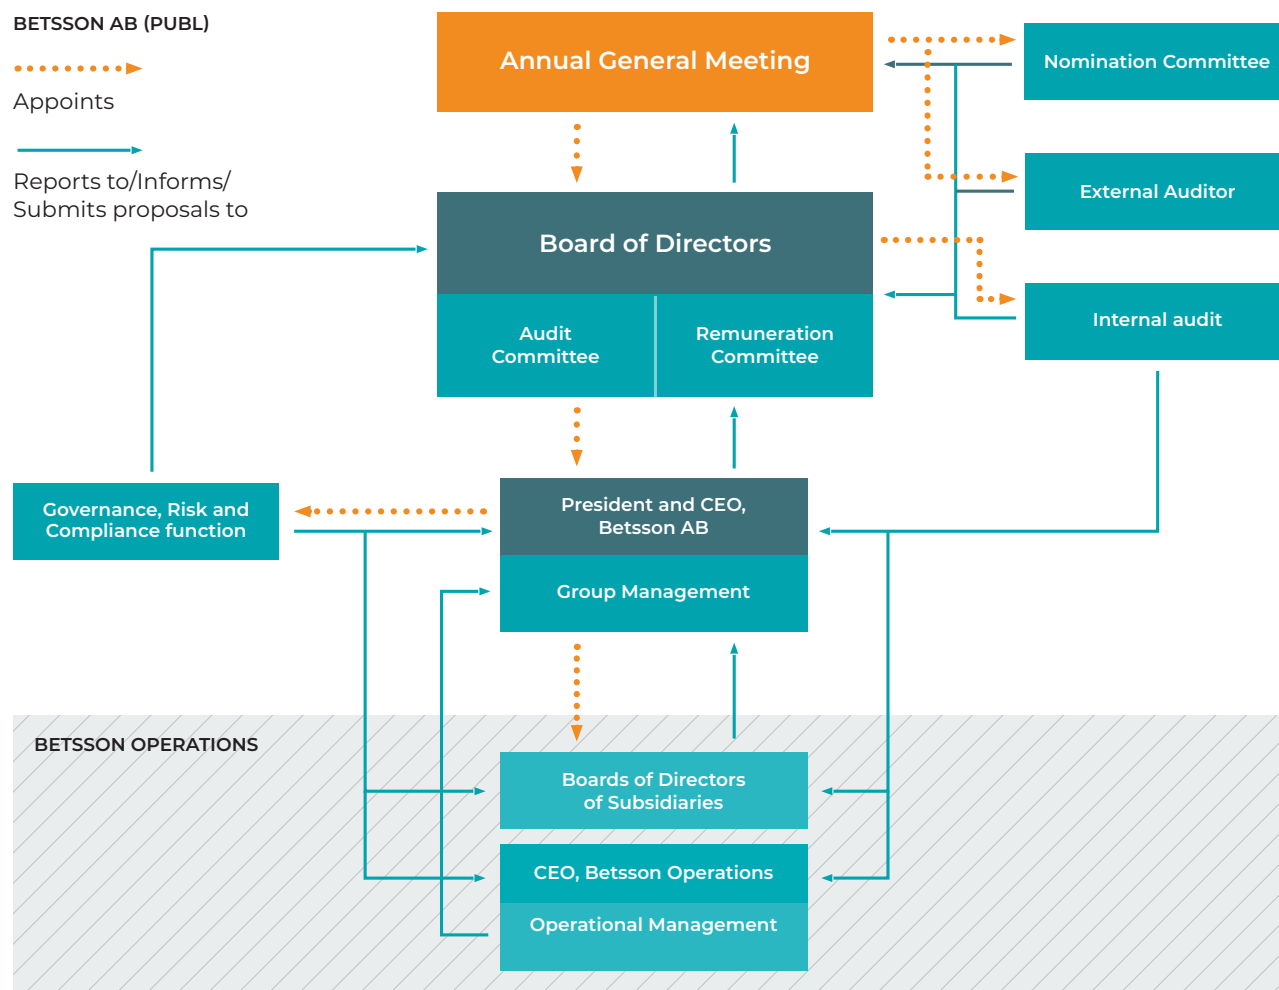 BETSSON AB (PUBL)
Appoints
Reports to/Informs/
Submits proposals to
Annual General Meeting
Nomination Committee
External Auditor
Board of Directors
Audit
Committee
Remuneration
Committee
Internal audit
Governance, Risk and
Compliance function
President and CEO,
Betsson AB
Group Management
BETSSON OPERATIONS
Boards of Directors
of Subsidiaries
CEO, Betsson Operations
Operational Management